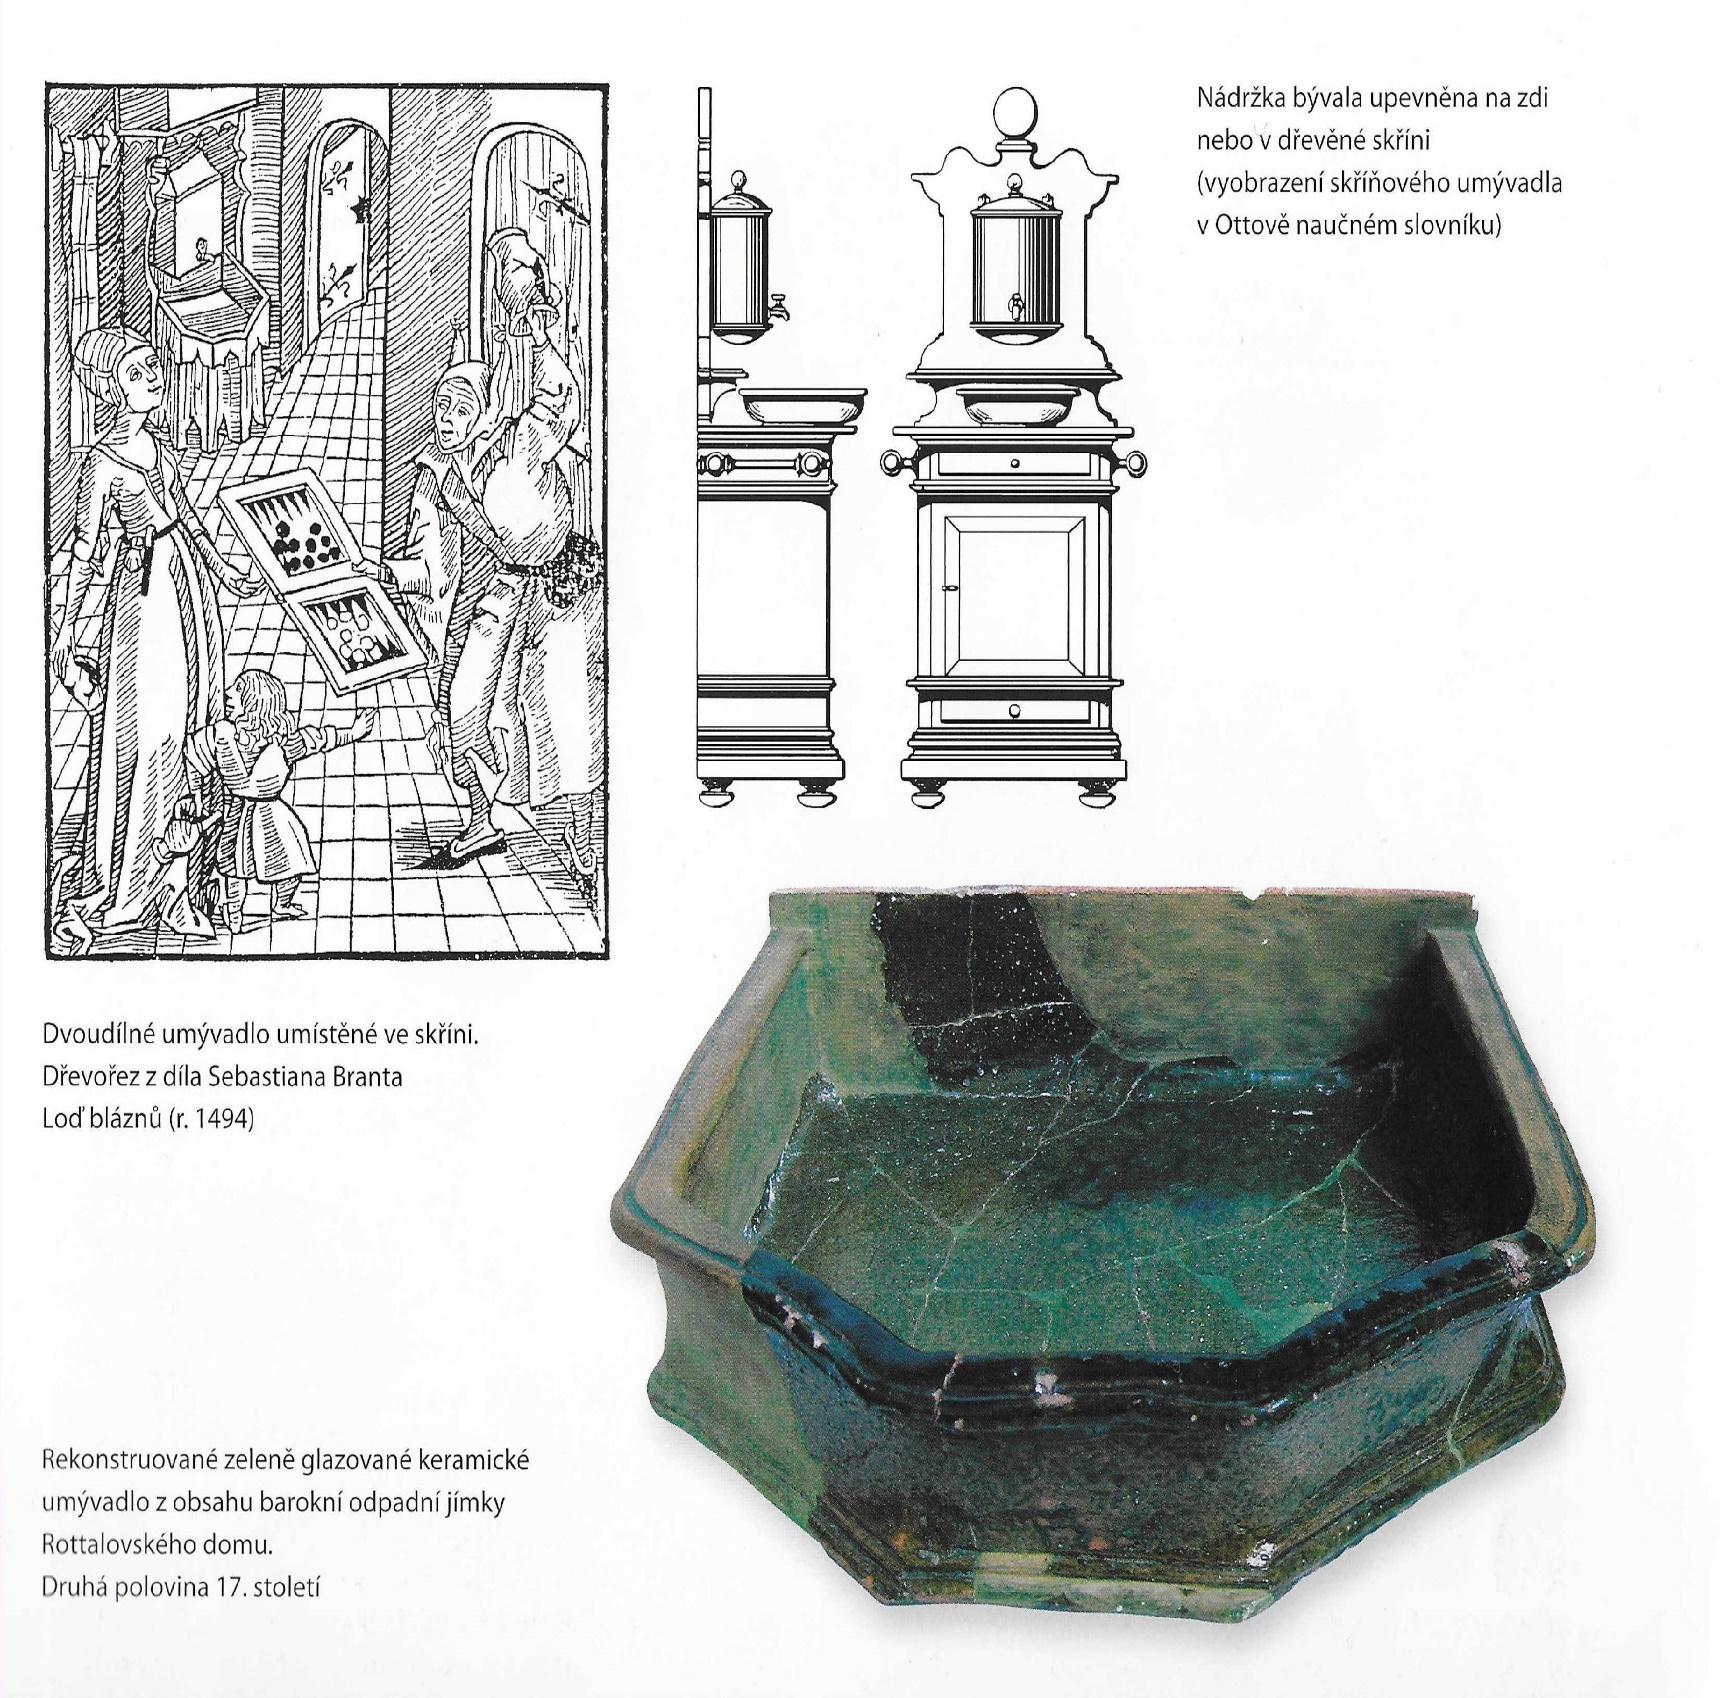 Nádržka bývala upevněna na zdi
nebo v dřevěné skříni
(vyobrazení skříňového umývadla
v Ottově naučném slovníku)
Dvoudílné umývadlo umístěné ve skříni.
Dřevořez z díla Sebastiana Branta
Loď bláznů (r. 1494)
Rekonstruované zeleně glazované keramické
umývadlo z obsahu barokní odpadní jímky
Rottalovského domu.
Druhá polovina 17. století